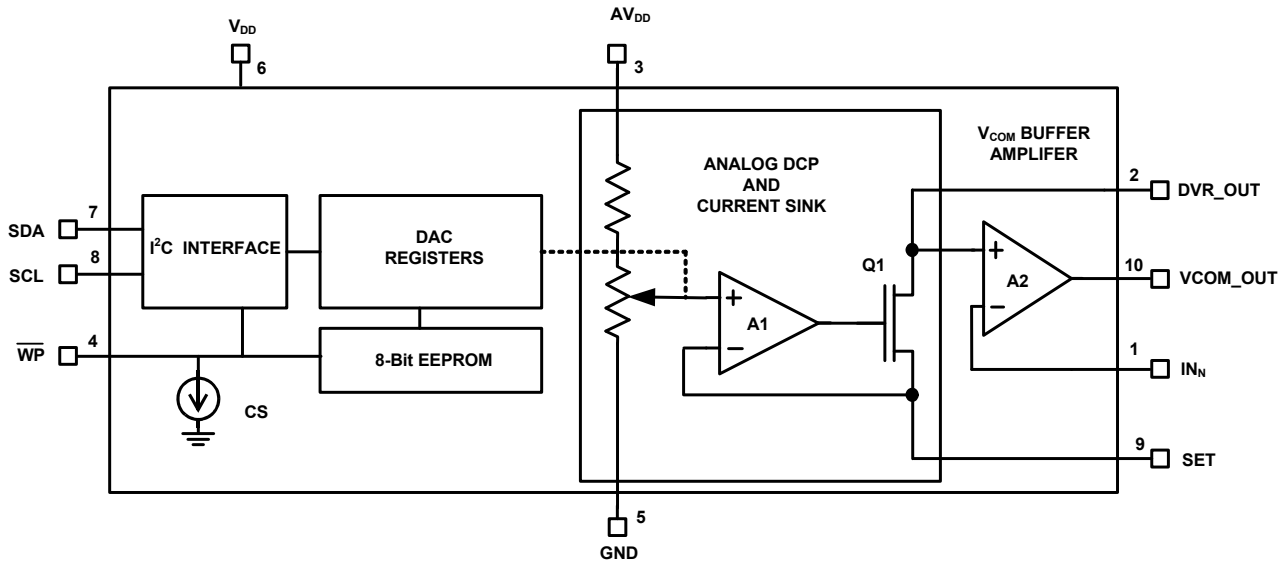 V_DD
6
AV_DD
3
ANALOG DCP
AND
CURRENT SINK
V_COM BUFFER
AMPLIFER
2
DVR_OUT
SDA
7
I²C INTERFACE
DAC
REGISTERS
SCL
8
Q1
+
A1
−
+
A2
−
10
VCOM_OUT
W̅P̅
4
8-Bit EEPROM
CS
1
IN_N
9
SET
5
GND